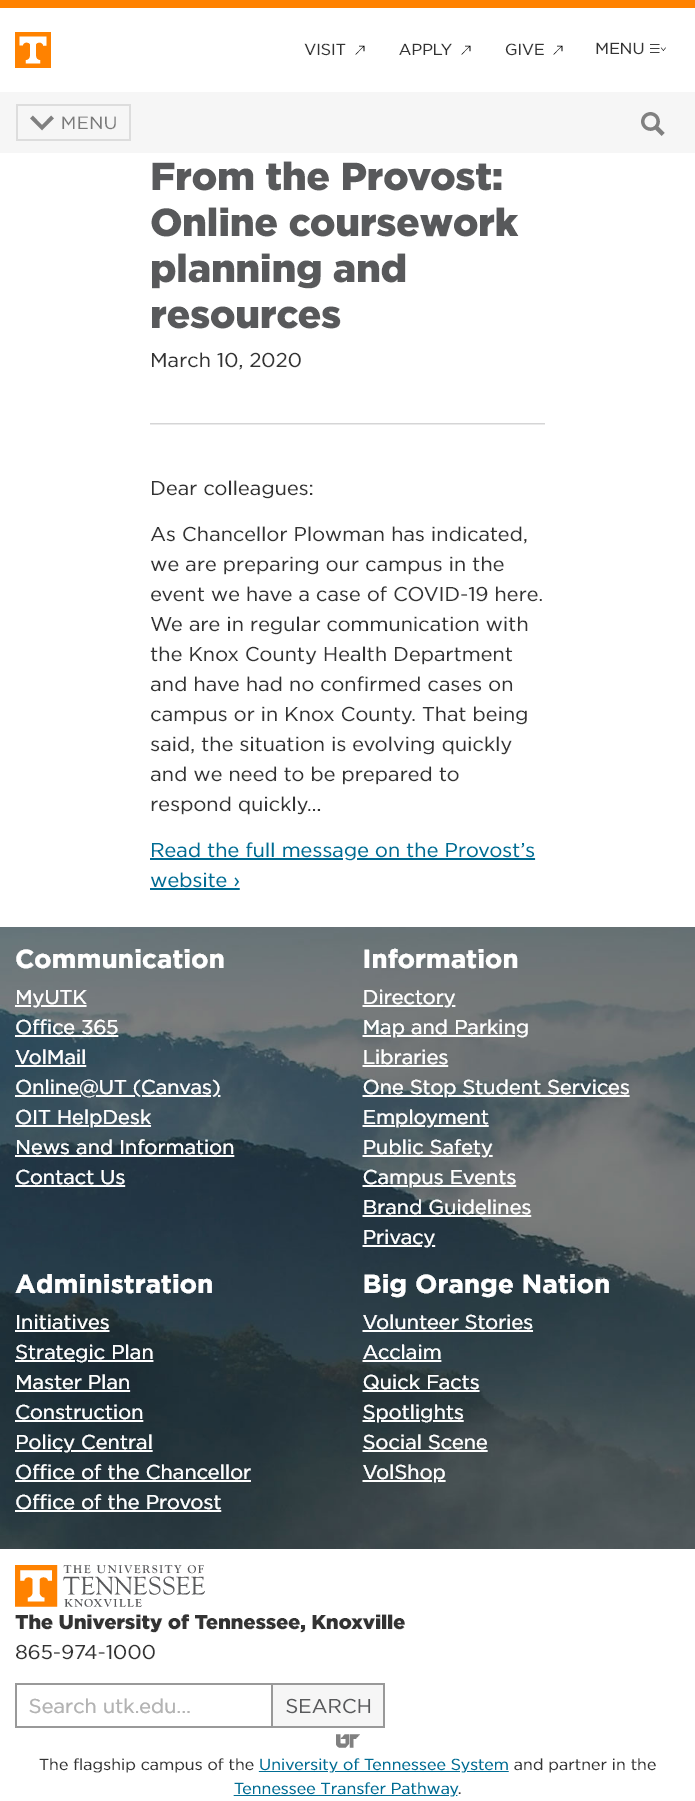 T
VISIT
APPLY
GIVE
MENU
MENU
From the Provost:
Online coursework
planning and
resources
March 10, 2020
Dear colleagues:
As Chancellor Plowman has indicated,
we are preparing our campus in the
event we have a case of COVID-19 here.
We are in regular communication with
the Knox County Health Department
and have had no confirmed cases on
campus or in Knox County. That being
said, the situation is evolving quickly
and we need to be prepared to
respond quickly…
Read the full message on the Provost’s
website ›
Communication
MyUTK
Office 365
VolMail
Online@UT (Canvas)
OIT HelpDesk
News and Information
Contact Us
Information
Directory
Map and Parking
Libraries
One Stop Student Services
Employment
Public Safety
Campus Events
Brand Guidelines
Privacy
Administration
Initiatives
Strategic Plan
Master Plan
Construction
Policy Central
Office of the Chancellor
Office of the Provost
Big Orange Nation
Volunteer Stories
Acclaim
Quick Facts
Spotlights
Social Scene
VolShop
T
THE UNIVERSITY OF
TENNESSEE
KNOXVILLE
The University of Tennessee, Knoxville
865-974-1000
Search utk.edu...
SEARCH
UT
The flagship campus of the University of Tennessee System and partner in the
Tennessee Transfer Pathway.